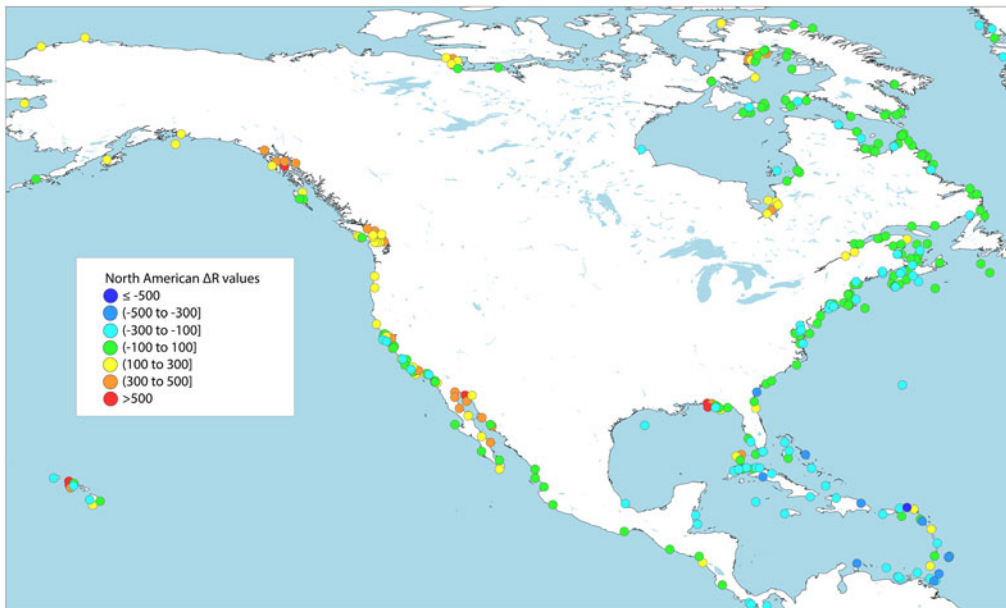 North American ΔR values
≤ -500
(-500 to -300]
(-300 to -100]
(-100 to 100]
(100 to 300]
(300 to 500]
>500